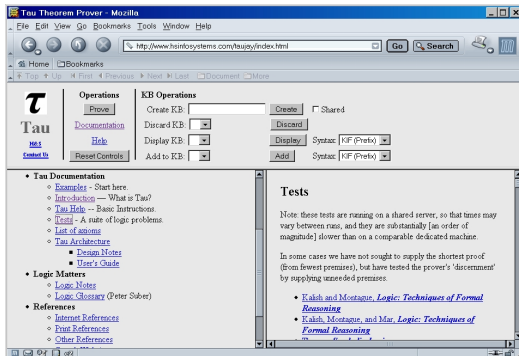 Tau Theorem Prover - Mozilla
File Edit View Go Bookmarks Tools Window Help
http://www.hsinfosystems.com/taujay/index.html Go Search
Home Bookmarks
Top Up First Previous Next Last Document More
τ
Tau
Contact Us
Operations
Prove
Documentation
Help
Reset Controls
KB Operations
Create KB: Create Shared
Discard KB: Discard
Display KB: Display Syntax: KIF (Prefix)
Add to KB: Add Syntax: KIF (Prefix)
Tau Documentation
Examples - Start here.
Introduction — What is Tau?
Tau Help -- Basic Instructions.
Tests - A suite of logic problems.
List of axioms
Tau Architecture
Design Notes
User's Guide
Logic Matters
Logic Notes
Logic Glossary (Peter Suber)
References
Internet References
Print References
Other References
Tests
Note: these tests are running on a shared server, so that times may
vary between runs, and they are substantially [an order of
magnitude] slower than on a comparable dedicated machine.
In some cases we have not sought to supply the shortest proof
(from fewest premises), but have tested the prover's 'discernment'
by supplying unneeded premises.
Kalish and Montague, Logic: Techniques of Formal
Reasoning
Kalish, Montague, and Mar, Logic: Techniques of
Formal Reasoning